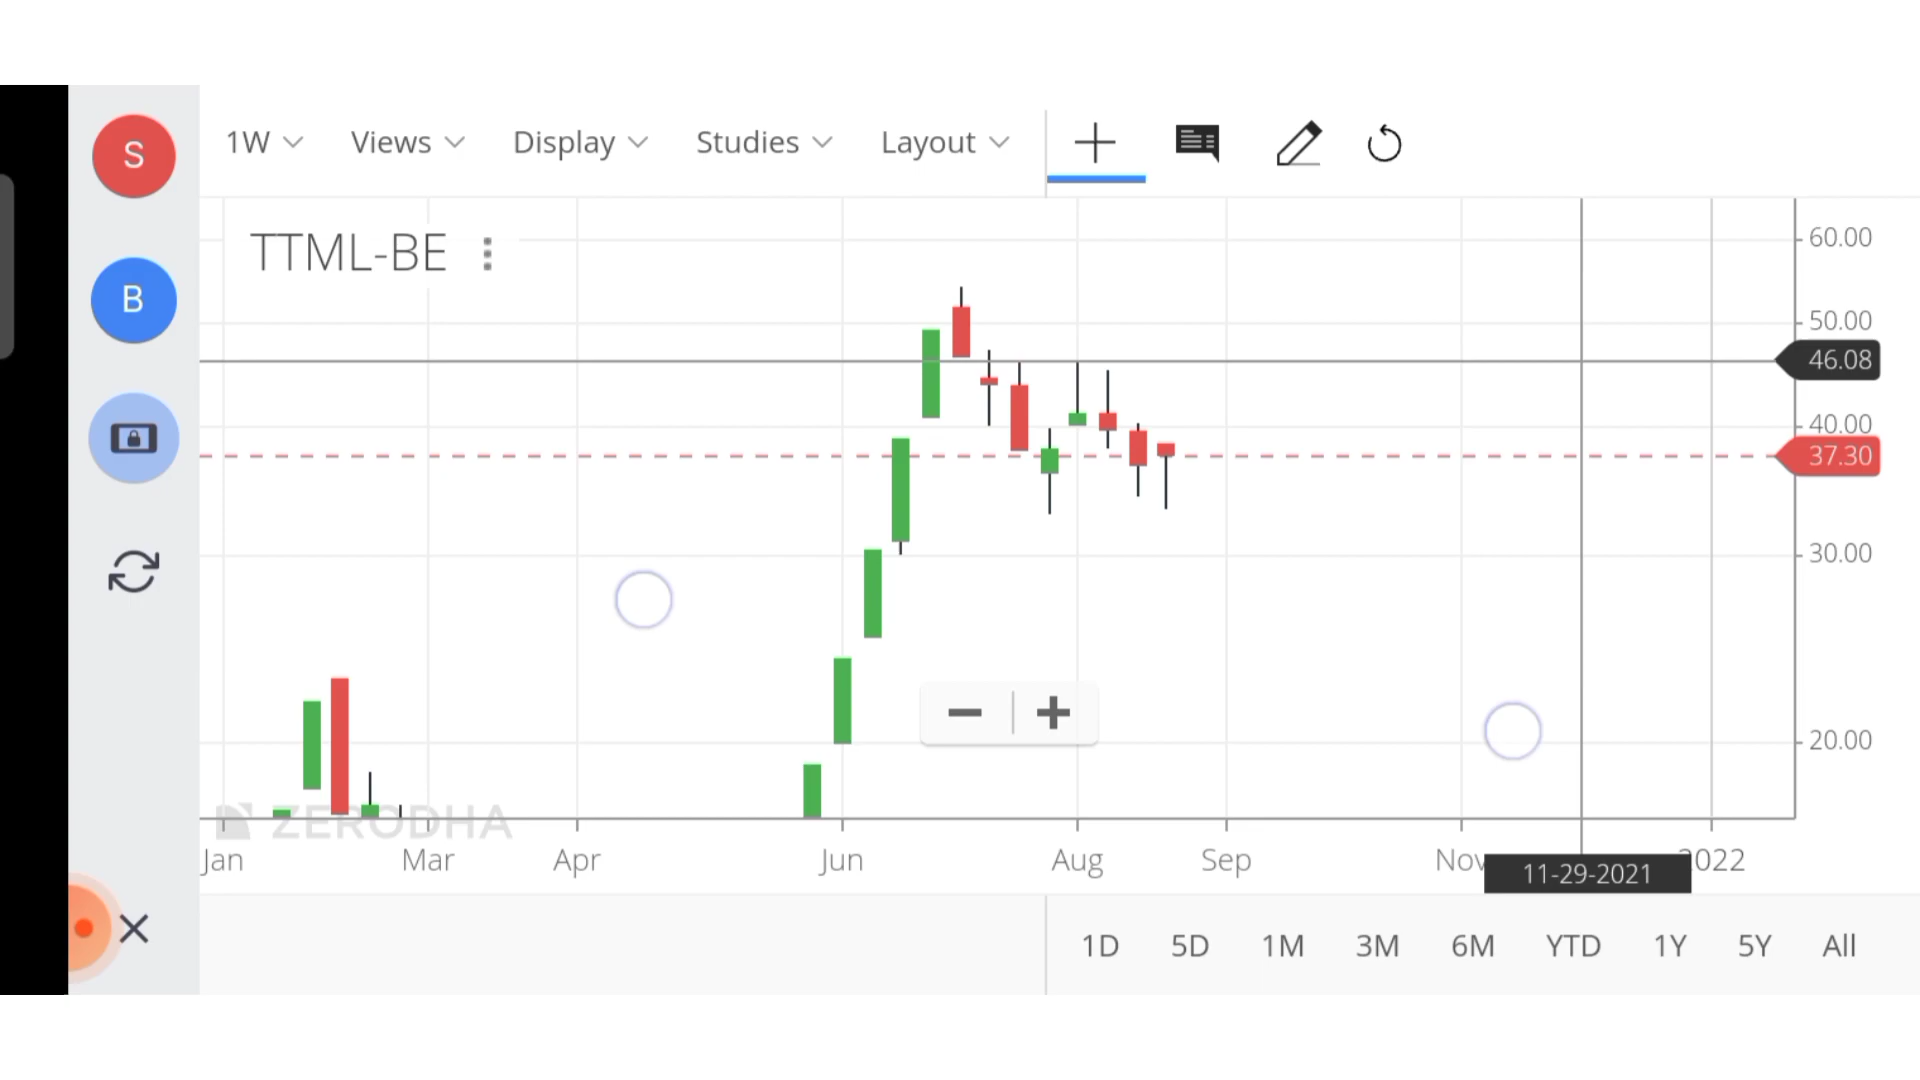 S
B
1W Views Display Studies Layout
TTML-BE
60.00
50.00
46.08
40.00
37.30
30.00
20.00
ZERODHA
Jan Mar Apr Jun Aug Sep Nov 2022
11-29-2021
1D 5D 1M 3M 6M YTD 1Y 5Y All